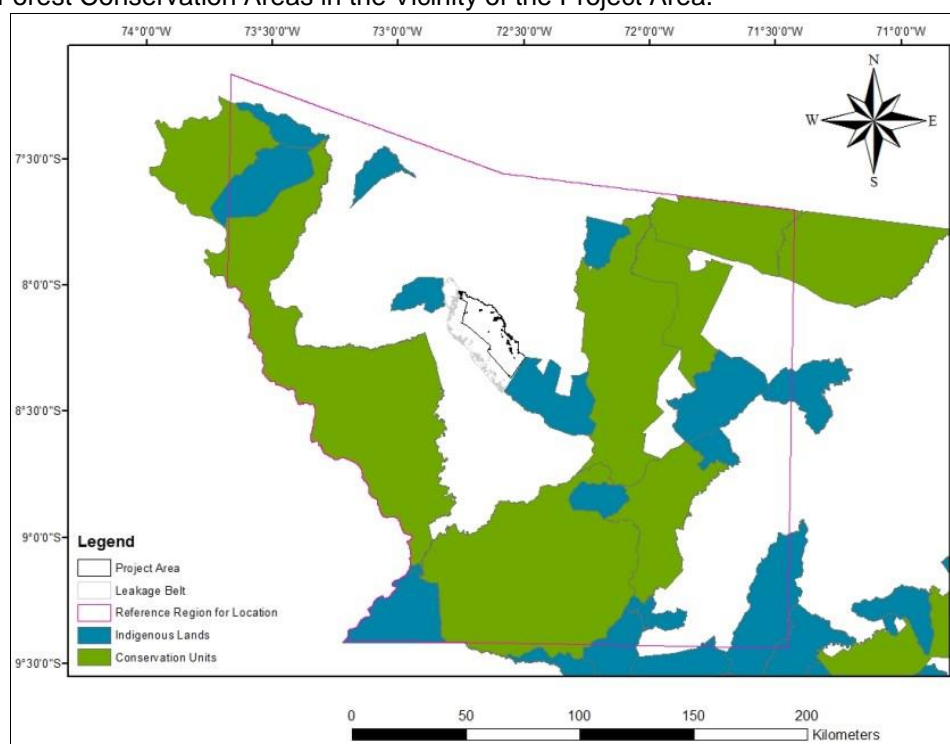 Forest Conservation Areas in the Vicinity of the Project Area.
74°0'0"W 73°30'0"W 73°0'0"W 72°30'0"W 72°0'0"W 71°30'0"W 71°0'0"W
N
W E
S
7°30'0"S
8°0'0"S
8°30'0"S
9°0'0"S
9°30'0"S
Legend
Project Area
Leakage Belt
Reference Region for Location
Indigenous Lands
Conservation Units
0 50 100 150 200
Kilometers